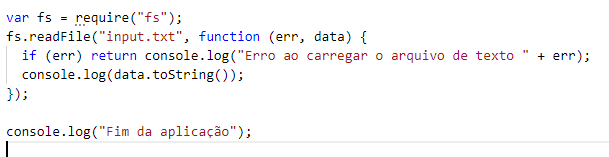 var fs = require("fs");
fs.readFile("input.txt", function (err, data) {
  if (err) return console.log("Erro ao carregar o arquivo de texto " + err);
  console.log(data.toString());
});
console.log("Fim da aplicação");